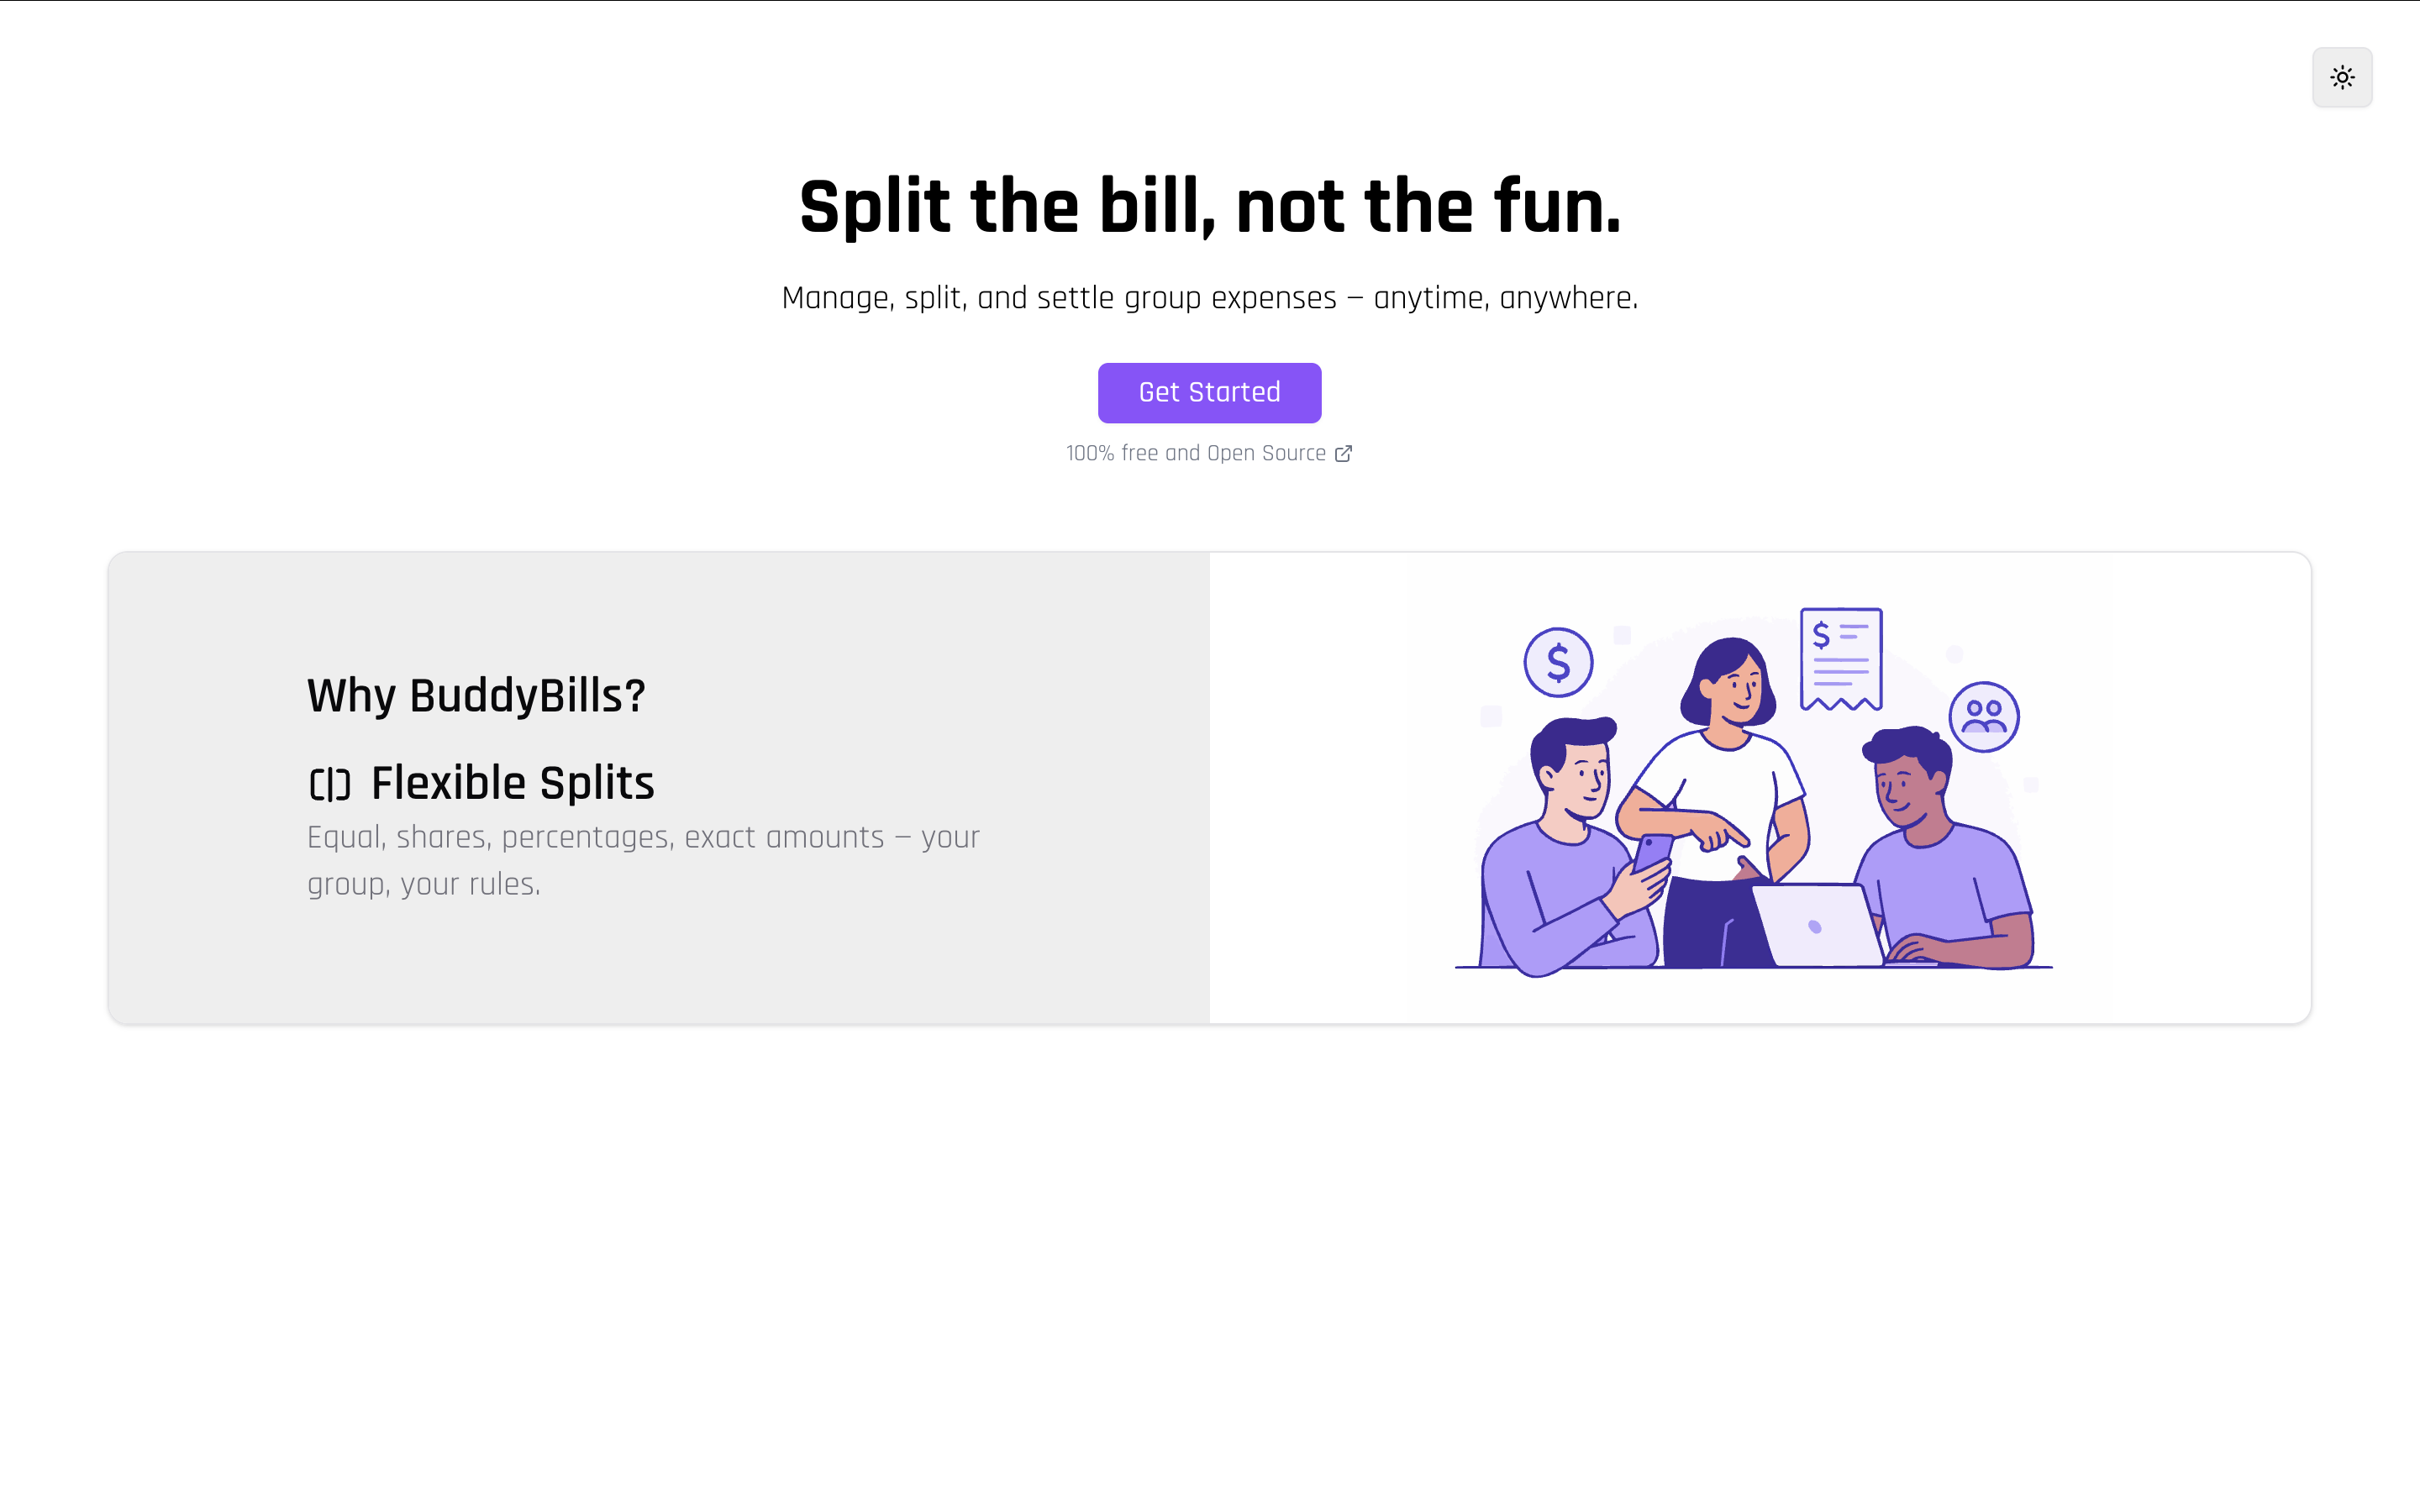 Split the bill, not the fun.
Manage, split, and settle group expenses – anytime, anywhere.
Get Started
100% free and Open Source
Why BuddyBills?
Flexible Splits
Equal, shares, percentages, exact amounts – your
group, your rules.
$
$